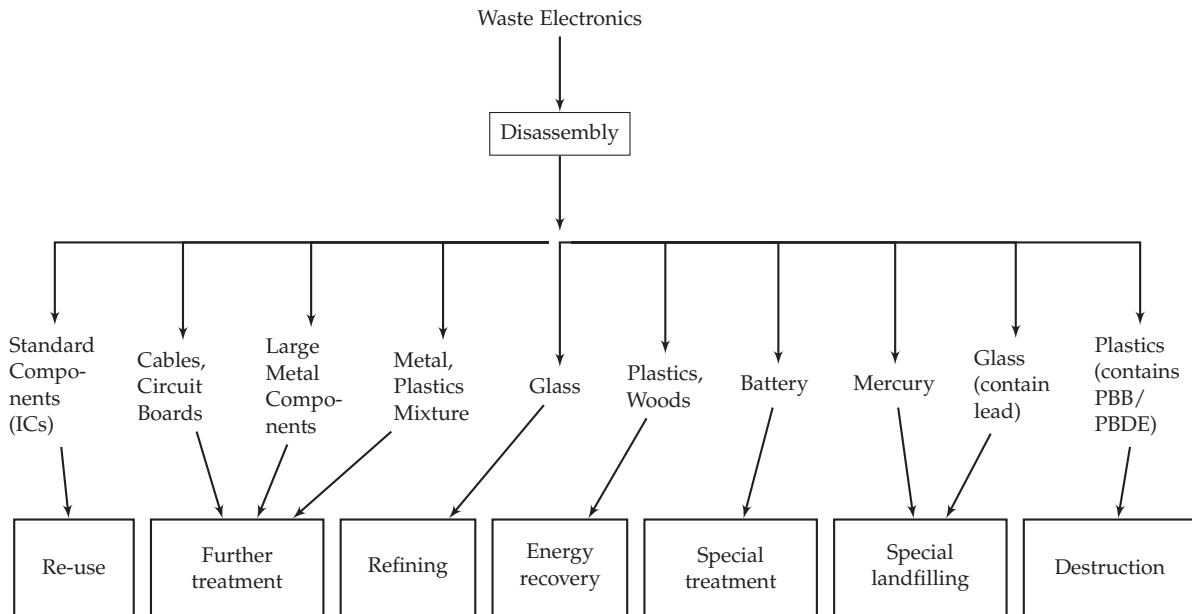 Waste Electronics
Disassembly
Standard
Compo-
nents
(ICs)
Cables,
Circuit
Boards
Large
Metal
Compo-
nents
Metal,
Plastics
Mixture
Glass
Plastics,
Woods
Battery
Mercury
Glass
(contain
lead)
Plastics
(contains
PBB/
PBDE)
Re-use
Further
treatment
Refining
Energy
recovery
Special
treatment
Special
landfilling
Destruction